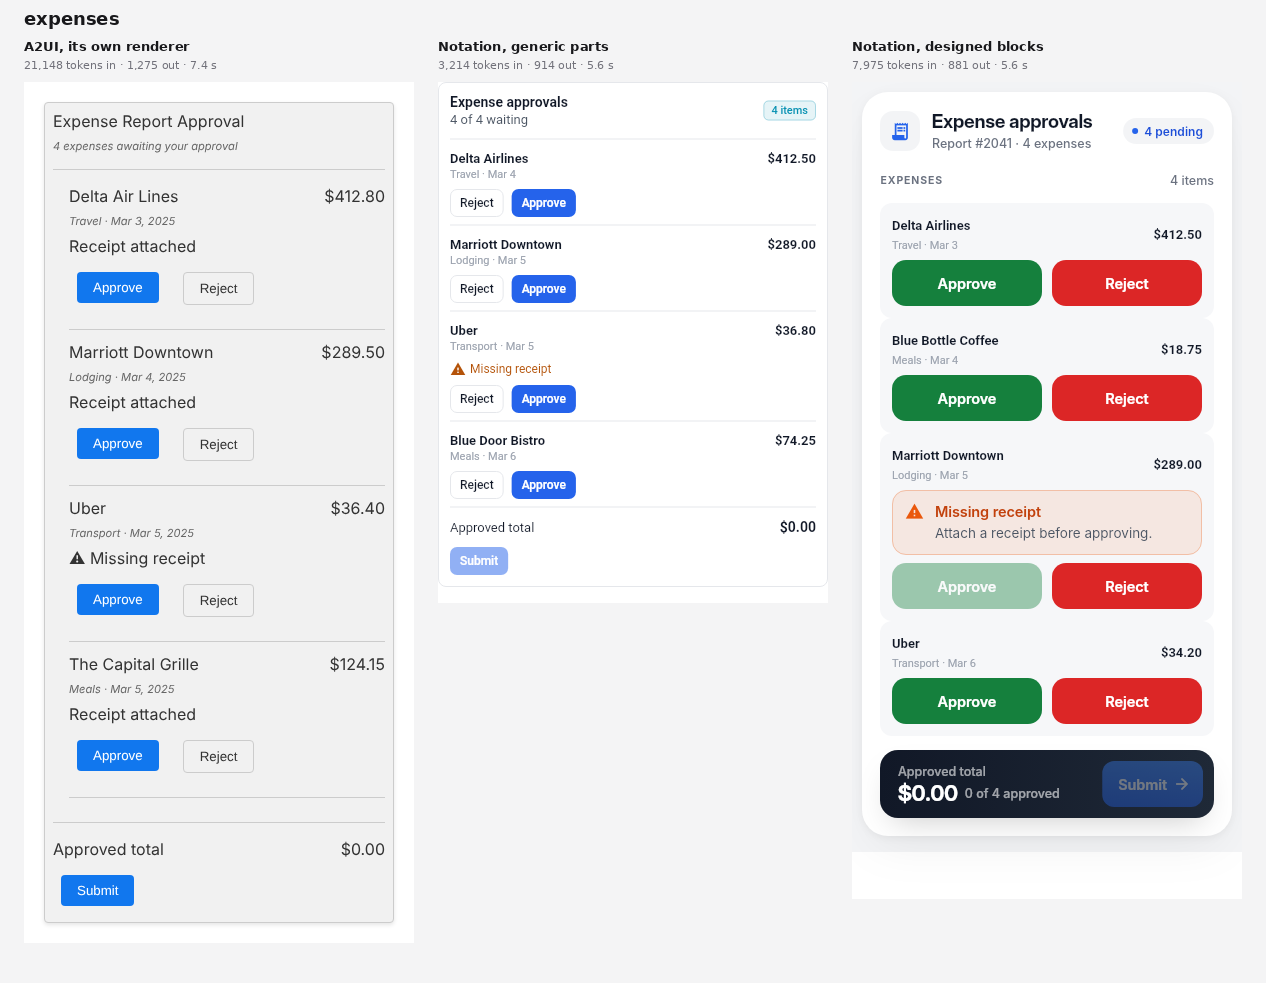 expenses
A2UI, its own renderer
21,148 tokens in · 1,275 out · 7.4 s
Expense Report Approval
4 expenses awaiting your approval
Delta Air Lines $412.80
Travel · Mar 3, 2025
Receipt attached
Approve Reject
Marriott Downtown $289.50
Lodging · Mar 4, 2025
Receipt attached
Approve Reject
Uber $36.40
Transport · Mar 5, 2025
⚠ Missing receipt
Approve Reject
The Capital Grille $124.15
Meals · Mar 5, 2025
Receipt attached
Approve Reject
Approved total $0.00
Submit
Notation, generic parts
3,214 tokens in · 914 out · 5.6 s
Expense approvals
4 of 4 waiting
4 items
Delta Airlines $412.50
Travel · Mar 4
Reject Approve
Marriott Downtown $289.00
Lodging · Mar 5
Reject Approve
Uber $36.80
Transport · Mar 5
Missing receipt
Reject Approve
Blue Door Bistro $74.25
Meals · Mar 6
Reject Approve
Approved total $0.00
Submit
Notation, designed blocks
7,975 tokens in · 881 out · 5.6 s
Expense approvals
Report #2041 · 4 expenses
4 pending
EXPENSES 4 items
Delta Airlines
Travel · Mar 3
$412.50
Approve Reject
Blue Bottle Coffee
Meals · Mar 4
$18.75
Approve Reject
Marriott Downtown
Lodging · Mar 5
$289.00
Missing receipt
Attach a receipt before approving.
Approve Reject
Uber
Transport · Mar 6
$34.20
Approve Reject
Approved total
$0.00 0 of 4 approved
Submit →